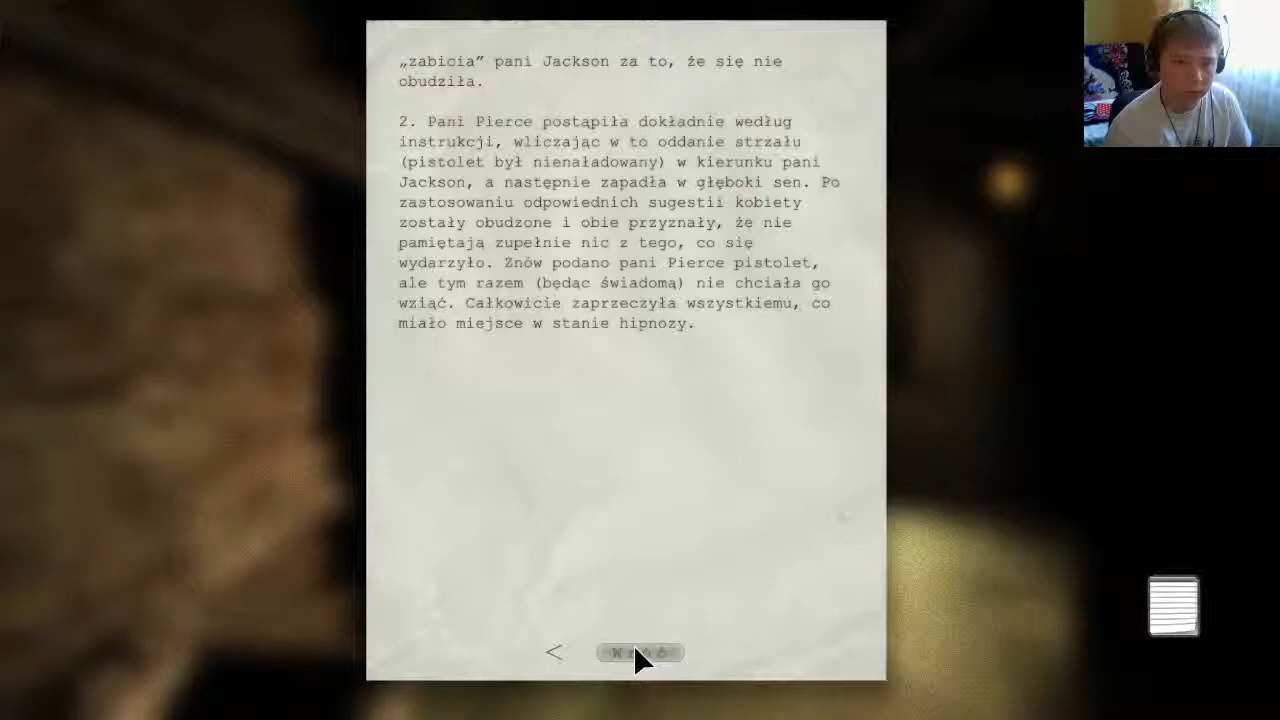 „zabicia” pani Jackson za to, że się nie
obudziła.
2. Pani Pierce postąpiła dokładnie według
instrukcji, wliczając w to oddanie strzału
(pistolet był nienaładowany) w kierunku pani
Jackson, a następnie zapadła w głęboki sen. Po
zastosowaniu odpowiednich sugestii kobiety
zostały obudzone i obie przyznały, że nie
pamiętają zupełnie nic z tego, co się
wydarzyło. Znów podano pani Pierce pistolet,
ale tym razem (będąc świadomą) nie chciała go
wziąć. Całkowicie zaprzeczyła wszystkiemu, co
miało miejsce w stanie hipnozy.
<